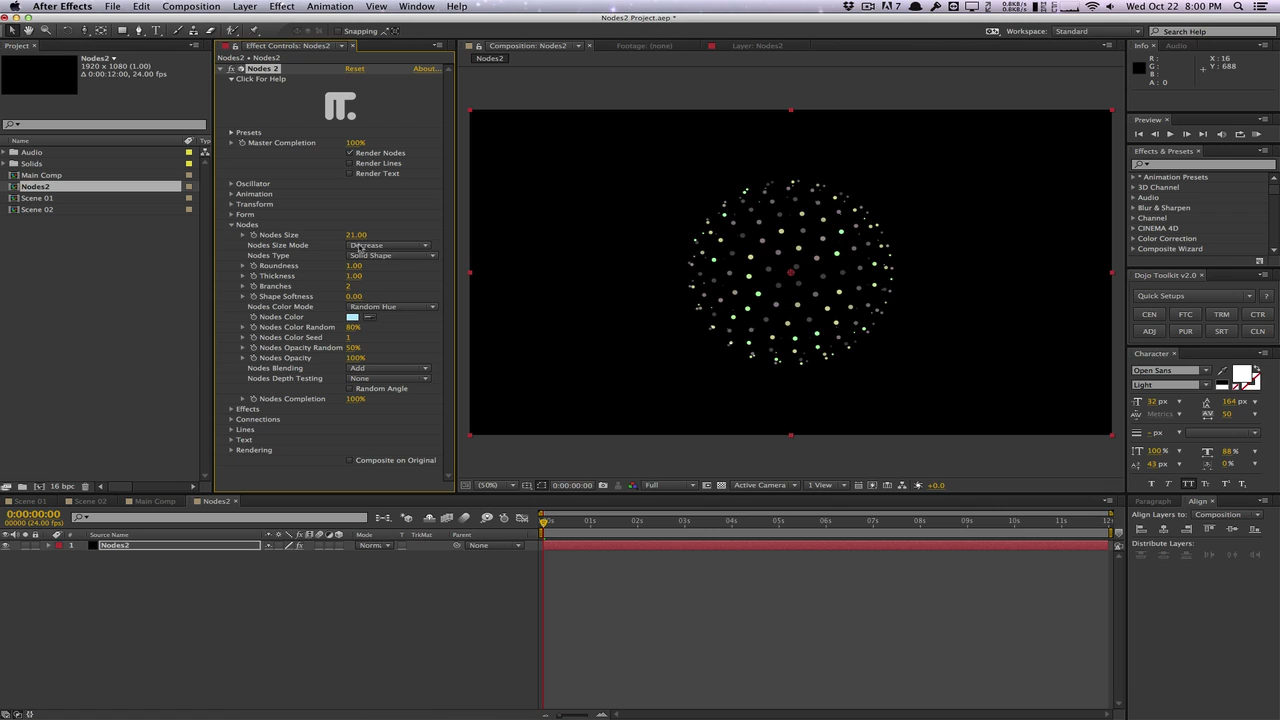 After Effects File Edit Composition Layer Effect Animation View Window Help
7 0.8KB/s 0.0KB/s Wed Oct 22 8:00 PM
Nodes2 Project.aep *
Snapping Workspace: Standard Search Help
Project
Effect Controls: Nodes2
Composition: Nodes2
Footage: (none)
Layer: Nodes2
Info
Audio
Nodes2
1920 x 1080 (1.00)
Δ 0:00:12:00, 24.00 fps
Nodes2 • Nodes2
Nodes2
R :
G :
B :
A : 0
X : 16
Y : 688
Name Typ
Audio
Solids
Main Comp
Nodes2
Scene 01
Scene 02
16 bpc
Nodes 2 Reset About...
Click For Help
Presets
Master Completion 100%
Render Nodes
Render Lines
Render Text
Oscillator
Animation
Transform
Form
Nodes
Nodes Size 21.00
Nodes Size Mode Decrease
Nodes Type Solid Shape
Roundness 1.00
Thickness 1.00
Branches 2
Shape Softness 0.00
Nodes Color Mode Random Hue
Nodes Color
Nodes Color Random 80%
Nodes Color Seed 1
Nodes Opacity Random 50%
Nodes Opacity 100%
Nodes Blending Add
Nodes Depth Testing None
Random Angle
Nodes Completion 100%
Effects
Connections
Lines
Text
Rendering
Composite on Original
(50%) 0:00:00:00 Full Active Camera 1 View +0.0
Preview
Effects & Presets
* Animation Presets
3D Channel
Audio
Blur & Sharpen
Channel
CINEMA 4D
Color Correction
Keystone Wizard
Dojo Toolkit v2.0
Quick Setups ?
CEN FTC TRM CTR
ADJ PUR SRT CLN
Character
Open Sans
Light
32 px 164 px
Metrics 50
- px
100 % 88 %
43 px 0 %
T T TT Tt T¹ T₁
Paragraph Align
Align Layers to: Composition
Distribute Layers:
Scene 01 Scene 02 Main Comp Nodes2
0:00:00:00
00000 (24.00 fps)
# Source Name Mode T TrkMat Parent
1 Nodes2 Norm None
00s 01s 02s 03s 04s 05s 06s 07s 08s 09s 10s 11s 12s